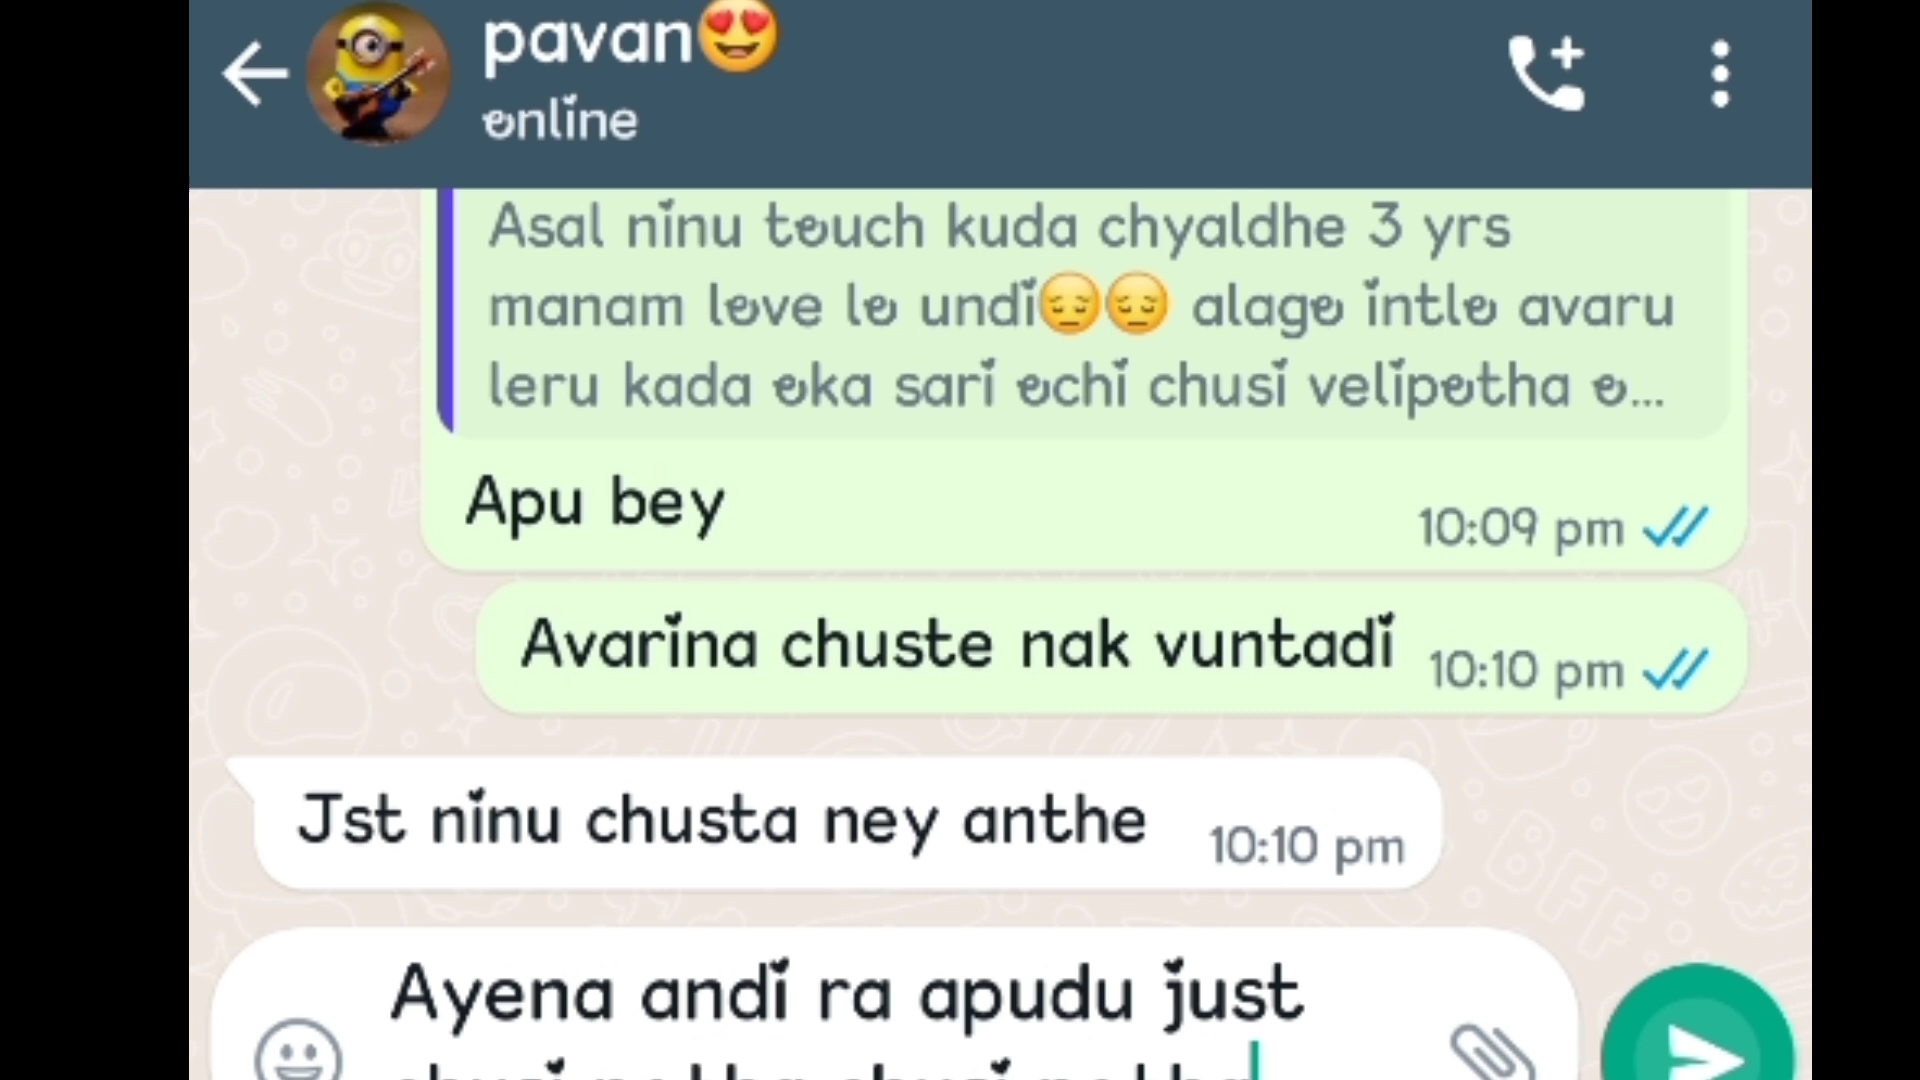 pavan😍
online
Asal ninu touch kuda chyaldhe 3 yrs
manam love lo undi😔😔 alage intlo avaru
leru kada oka sari ochi chusi velipotha o...
Apu bey
10:09 pm
Avarina chuste nak vuntadi
10:10 pm
Jst ninu chusta ney anthe
10:10 pm
Ayena andi ra apudu just